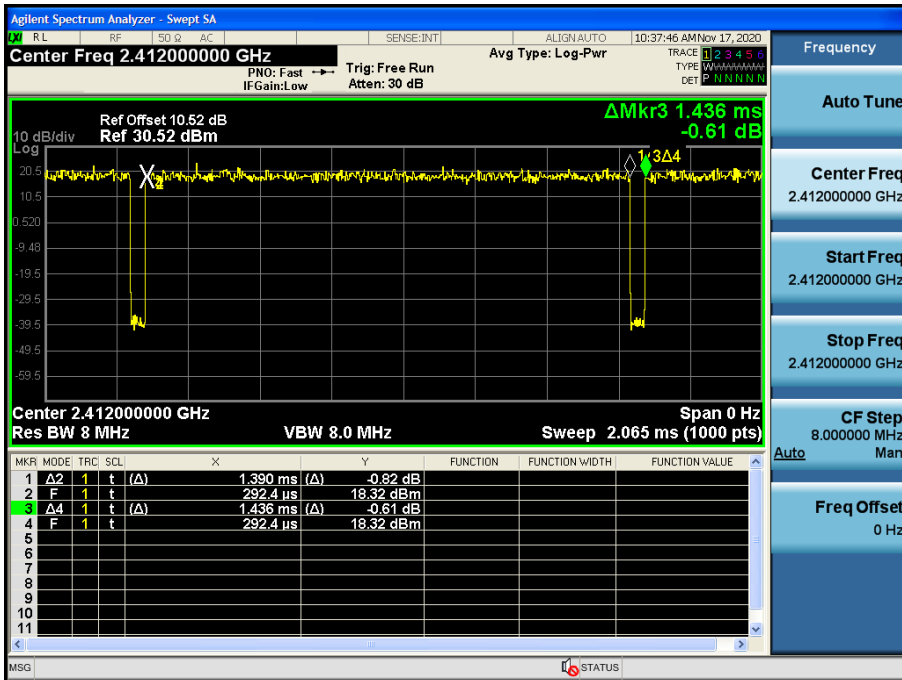 Agilent Spectrum Analyzer - Swept SA
LXI RL RF 50 Ω AC SENSE:INT ALIGN AUTO 10:37:46 AM Nov 17, 2020
Center Freq 2.412000000 GHz Avg Type: Log-Pwr TRACE 1 2 3 4 5 6
PNO: Fast Trig: Free Run TYPE WWWWWW
IFGain:Low Atten: 30 dB DET P N N N N N
ΔMkr3 1.436 ms
-0.61 dB
Ref Offset 10.52 dB
10 dB/div Ref 30.52 dBm
Log
1 3Δ4
20.5
2
10.5
0.520
-9.48
-19.5
-29.5
-39.5
-49.5
-59.5
Center 2.412000000 GHz Span 0 Hz
Res BW 8 MHz VBW 8.0 MHz Sweep 2.065 ms (1000 pts)
MKR MODE TRC SCL X Y FUNCTION FUNCTION WIDTH FUNCTION VALUE
1 Δ2 1 t (Δ) 1.390 ms (Δ) -0.82 dB
2 F 1 t 292.4 µs 18.32 dBm
3 Δ4 1 t (Δ) 1.436 ms (Δ) -0.61 dB
4 F 1 t 292.4 µs 18.32 dBm
5
6
7
8
9
10
11
MSG STATUS
Frequency
Auto Tune
Center Freq
2.412000000 GHz
Start Freq
2.412000000 GHz
Stop Freq
2.412000000 GHz
CF Step
8.000000 MHz
Auto Man
Freq Offset
0 Hz